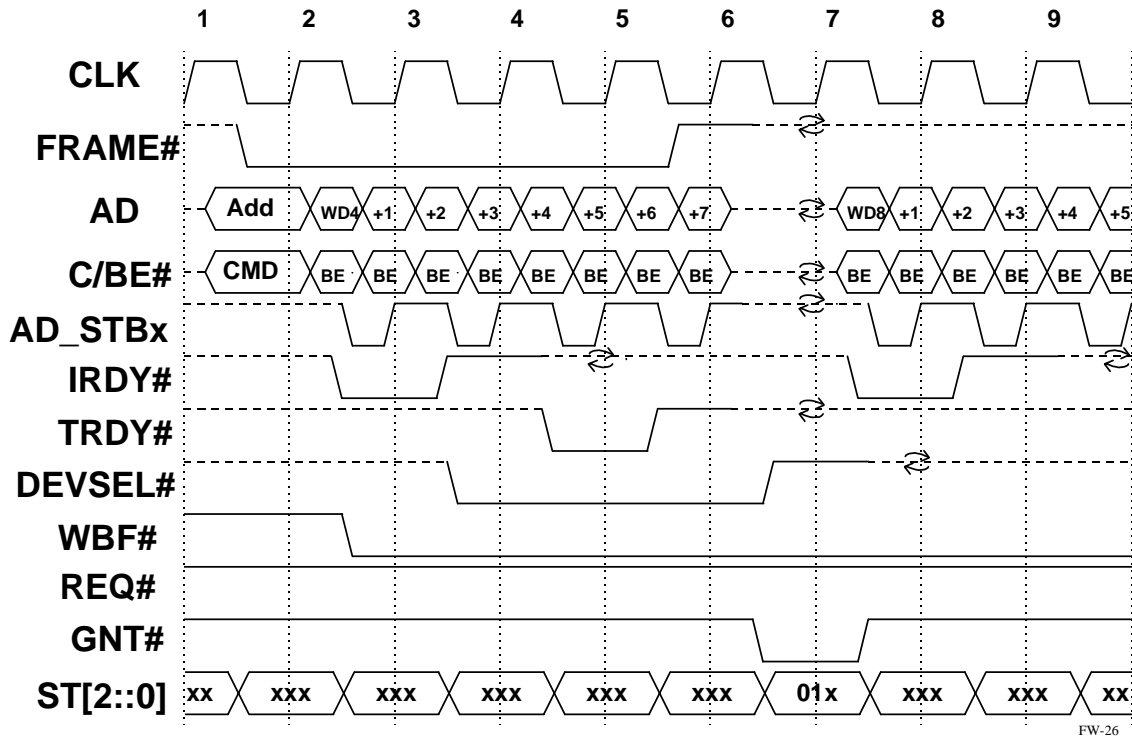 1 2 3 4 5 6 7 8 9
CLK
FRAME#
AD Add WD4 +1 +2 +3 +4 +5 +6 +7 WD8 +1 +2 +3 +4 +5
C/BE# CMD BE BE BE BE BE BE BE BE BE BE BE BE BE BE
AD_STBx
IRDY#
TRDY#
DEVSEL#
WBF#
REQ#
GNT#
ST[2::0] xx xxx xxx xxx xxx xxx 01x xxx xxx xx
FW-26